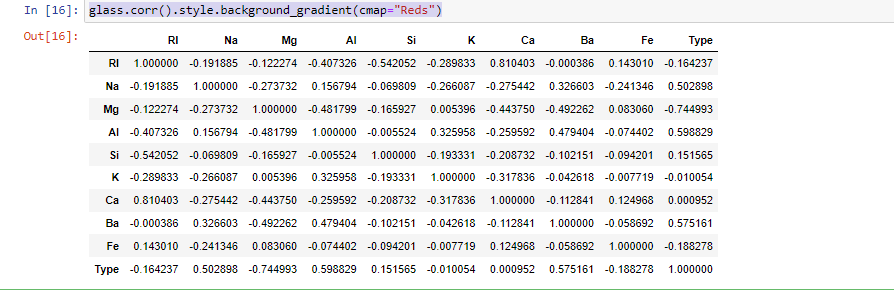 In [16]: glass.corr().style.background_gradient(cmap="Reds")
Out[16]:
RI Na Mg Al Si K Ca Ba Fe Type
RI 1.000000 -0.191885 -0.122274 -0.407326 -0.542052 -0.289833 0.810403 -0.000386 0.143010 -0.164237
Na -0.191885 1.000000 -0.273732 0.156794 -0.069809 -0.266087 -0.275442 0.326603 -0.241346 0.502898
Mg -0.122274 -0.273732 1.000000 -0.481799 -0.165927 0.005396 -0.443750 -0.492262 0.083060 -0.744993
Al -0.407326 0.156794 -0.481799 1.000000 -0.005524 0.325958 -0.259592 0.479404 -0.074402 0.598829
Si -0.542052 -0.069809 -0.165927 -0.005524 1.000000 -0.193331 -0.208732 -0.102151 -0.094201 0.151565
K -0.289833 -0.266087 0.005396 0.325958 -0.193331 1.000000 -0.317836 -0.042618 -0.007719 -0.010054
Ca 0.810403 -0.275442 -0.443750 -0.259592 -0.208732 -0.317836 1.000000 -0.112841 0.124968 0.000952
Ba -0.000386 0.326603 -0.492262 0.479404 -0.102151 -0.042618 -0.112841 1.000000 -0.058692 0.575161
Fe 0.143010 -0.241346 0.083060 -0.074402 -0.094201 -0.007719 0.124968 -0.058692 1.000000 -0.188278
Type -0.164237 0.502898 -0.744993 0.598829 0.151565 -0.010054 0.000952 0.575161 -0.188278 1.000000